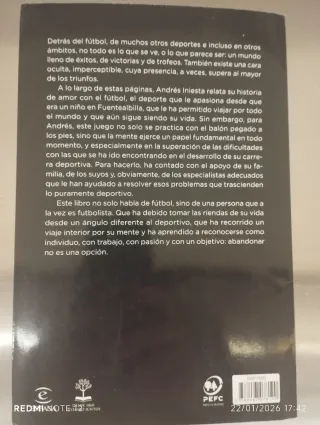 Detrás del fútbol, de muchos otros deportes e incluso en otros
ámbitos, no todo es lo que se ve, o lo que parece ser: un mundo
lleno de éxitos, de victorias y de trofeos. También existe una cara
oculta, imperceptible, cuya presencia, a veces, supera al mayor
de los triunfos.
A lo largo de estas páginas, Andrés Iniesta relata su historia
de amor con el fútbol, el deporte que le apasiona desde que
era un niño en Fuentealbilla, que le ha permitido viajar por todo
el mundo y que aún sigue siendo su vida. Sin embargo, para
Andrés, este juego no solo se practica con el balón pegado a
los pies, sino que la mente ejerce un papel fundamental en todo
momento, y especialmente en la superación de las dificultades
con las que se ha ido encontrando en el desarrollo de su carre-
ra deportiva. Para hacerlo, ha contado con el apoyo de su fa-
milia, de los suyos y, obviamente, de los especialistas adecuados
que le han ayudado a resolver esos problemas que trascienden
lo puramente deportivo.
Este libro no solo habla de fútbol, sino de una persona que a
la vez es futbolista. Que ha debido tomar las riendas de su vida
desde un ángulo diferente al deportivo, que ha recorrido un
viaje interior por su mente y ha aprendido a reconocerse como
individuo, con trabajo, con pasión y con un objetivo: abandonar
no es una opción.
PEFC
REDMI NOTE
22/01/2026 17:42